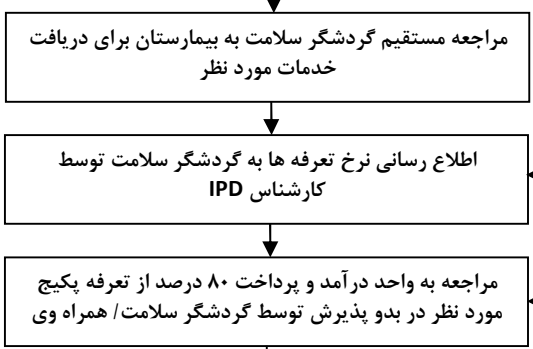 مراجعه مستقیم گردشگر سلامت به بیمارستان برای دریافت
خدمات مورد نظر
اطلاع رسانی نرخ تعرفه ها به گردشگر سلامت توسط
کارشناس IPD
مراجعه به واحد درآمد و پرداخت ۸۰ درصد از تعرفه پکیج
مورد نظر در بدو پذیرش توسط گردشگر سلامت/ همراه وی